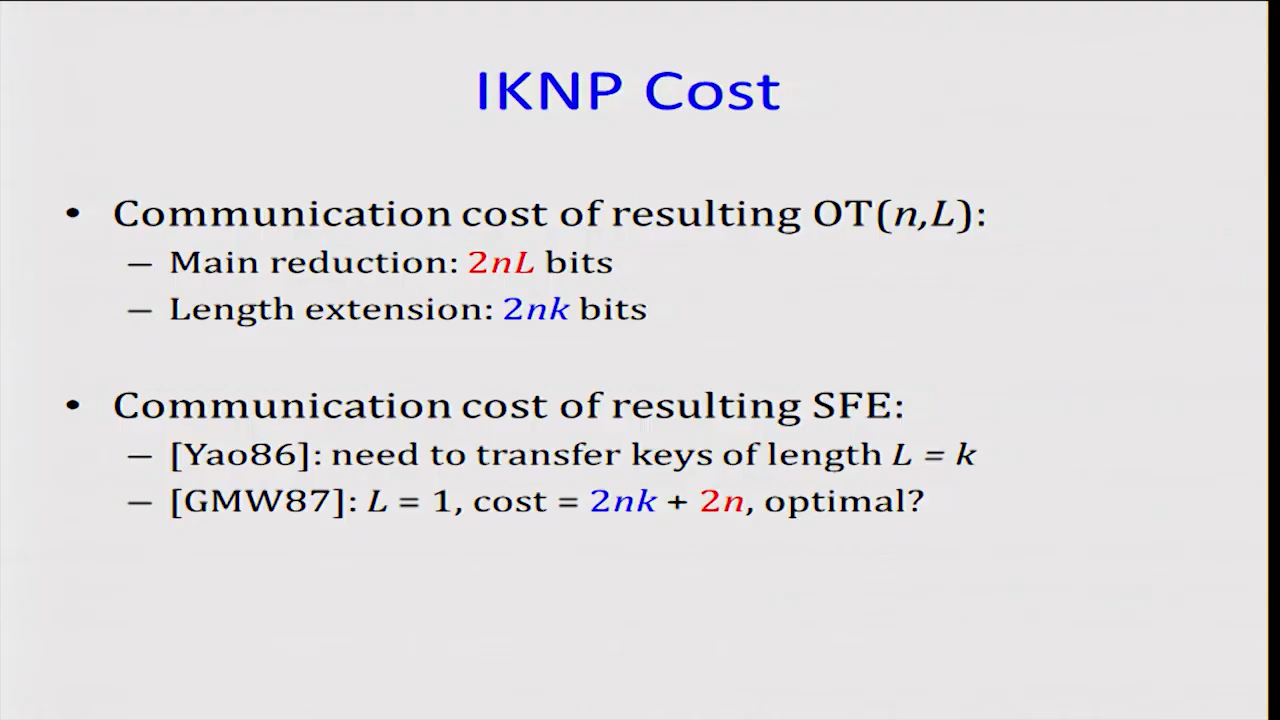 IKNP Cost
• Communication cost of resulting OT(n,L):
– Main reduction: 2nL bits
– Length extension: 2nk bits
• Communication cost of resulting SFE:
– [Yao86]: need to transfer keys of length L = k
– [GMW87]: L = 1, cost = 2nk + 2n, optimal?